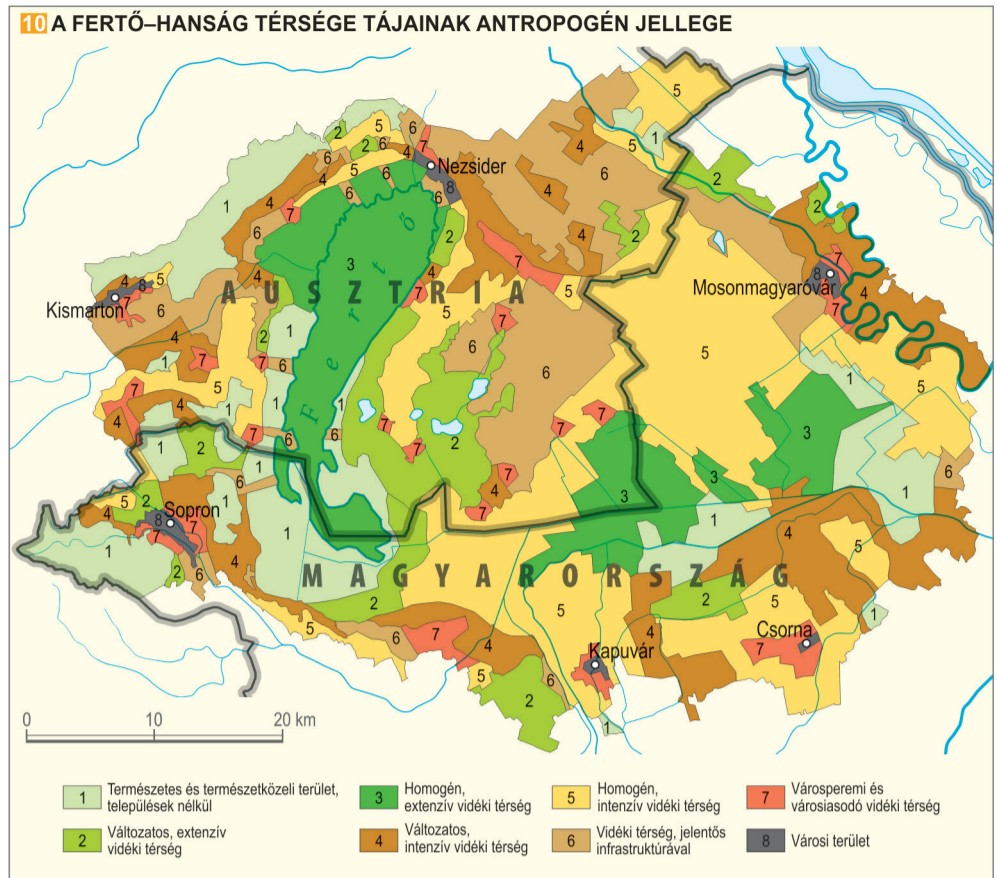 10 A FERTŐ–HANSÁG TÉRSÉGE TÁJAINAK ANTROPOGÉN JELLEGE
Nezsider
Kismarton
Mosonmagyaróvár
AUSZTRIA
Fertő
Sopron
MAGYARORSZÁG
Csorna
Kapuvár
0 10 20 km
1 Természetes és természetközeli terület,
települések nélkül
2 Változatos, extenzív
vidéki térség
3 Homogén,
extenzív vidéki térség
4 Változatos,
intenzív vidéki térség
5 Homogén,
intenzív vidéki térség
6 Vidéki térség, jelentős
infrastruktúrával
7 Városperemi és
városiasodó vidéki térség
8 Városi terület